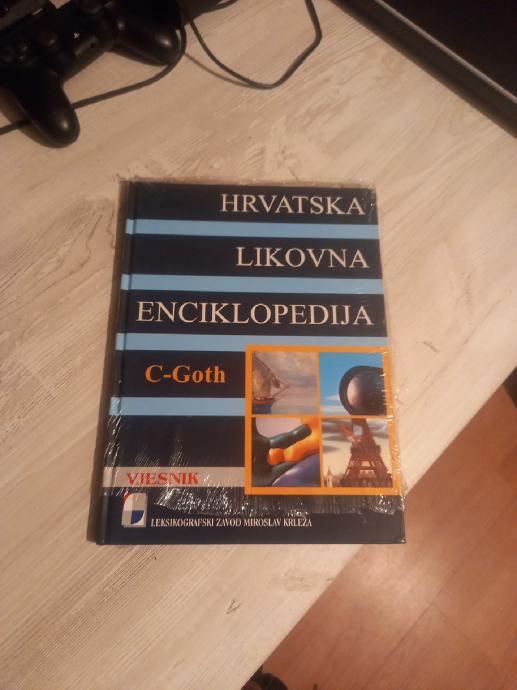 HRVATSKA
LIKOVNA
ENCIKLOPEDIJA
C-Goth
VJESNIK
LEKSIKOGRAFSKI ZAVOD MIROSLAV KRLEŽA